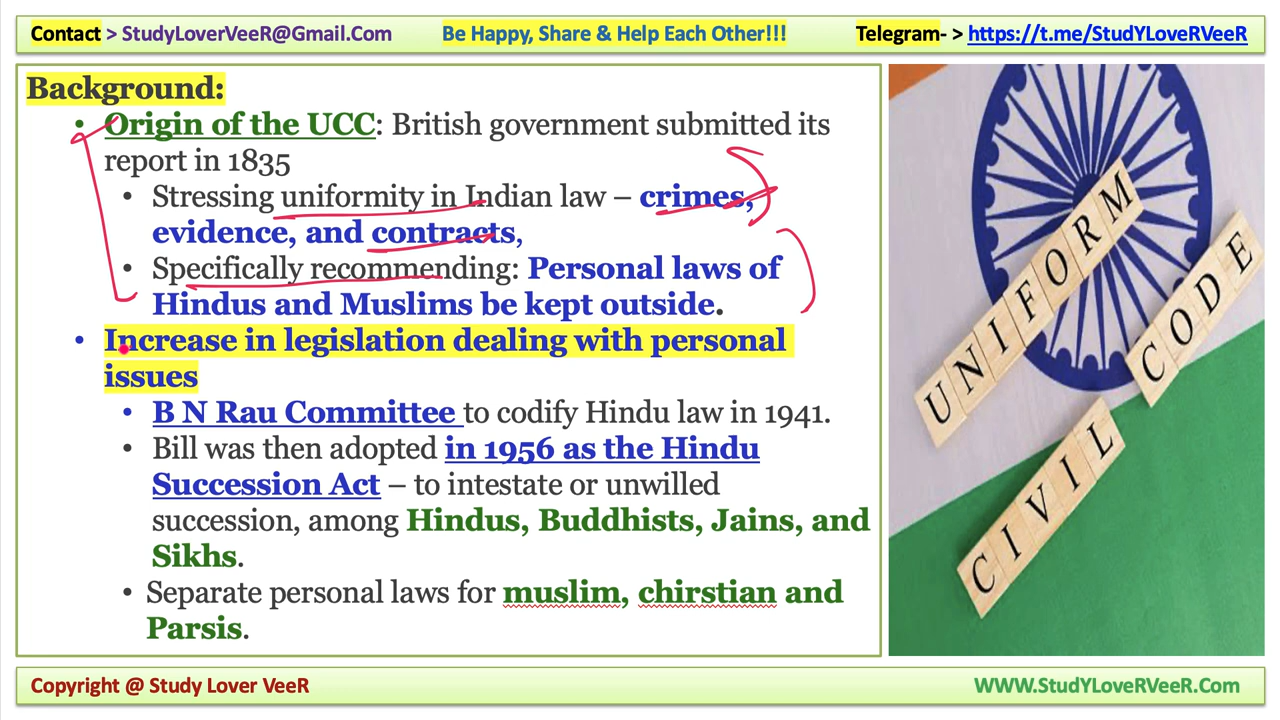 Contact > StudyLoverVeeR@Gmail.Com Be Happy, Share & Help Each Other!!! Telegram- > https://t.me/StudYLoveRVeeR
Background:
• Origin of the UCC: British government submitted its
report in 1835
• Stressing uniformity in Indian law – crimes,
evidence, and contracts,
• Specifically recommending: Personal laws of
Hindus and Muslims be kept outside.
• Increase in legislation dealing with personal
issues
• B N Rau Committee to codify Hindu law in 1941.
• Bill was then adopted in 1956 as the Hindu
Succession Act – to intestate or unwilled
succession, among Hindus, Buddhists, Jains, and
Sikhs.
• Separate personal laws for muslim, chirstian and
Parsis.
UNIFORM
CIVIL
CODE
Copyright @ Study Lover VeeR WWW.StudYLoveRVeeR.Com